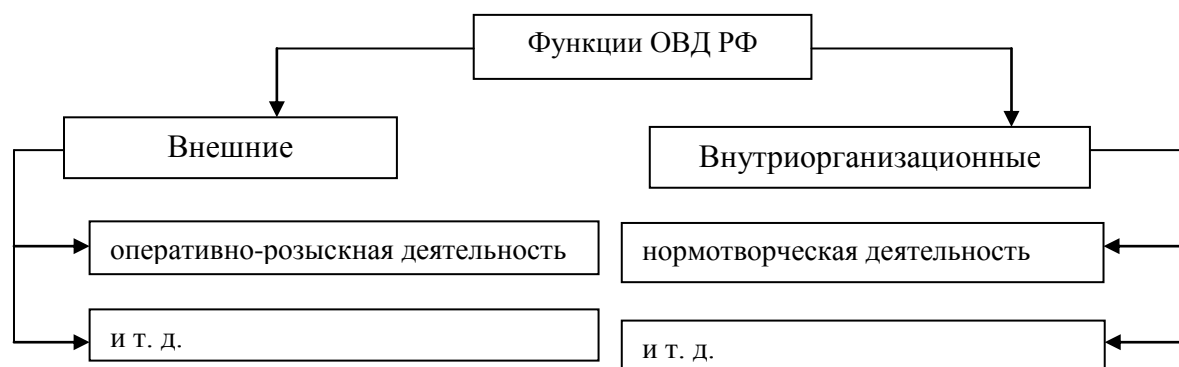 Функции ОВД РФ
Внешние
Внутриорганизационные
оперативно-розыскная деятельность
нормотворческая деятельность
и т. д.
и т. д.